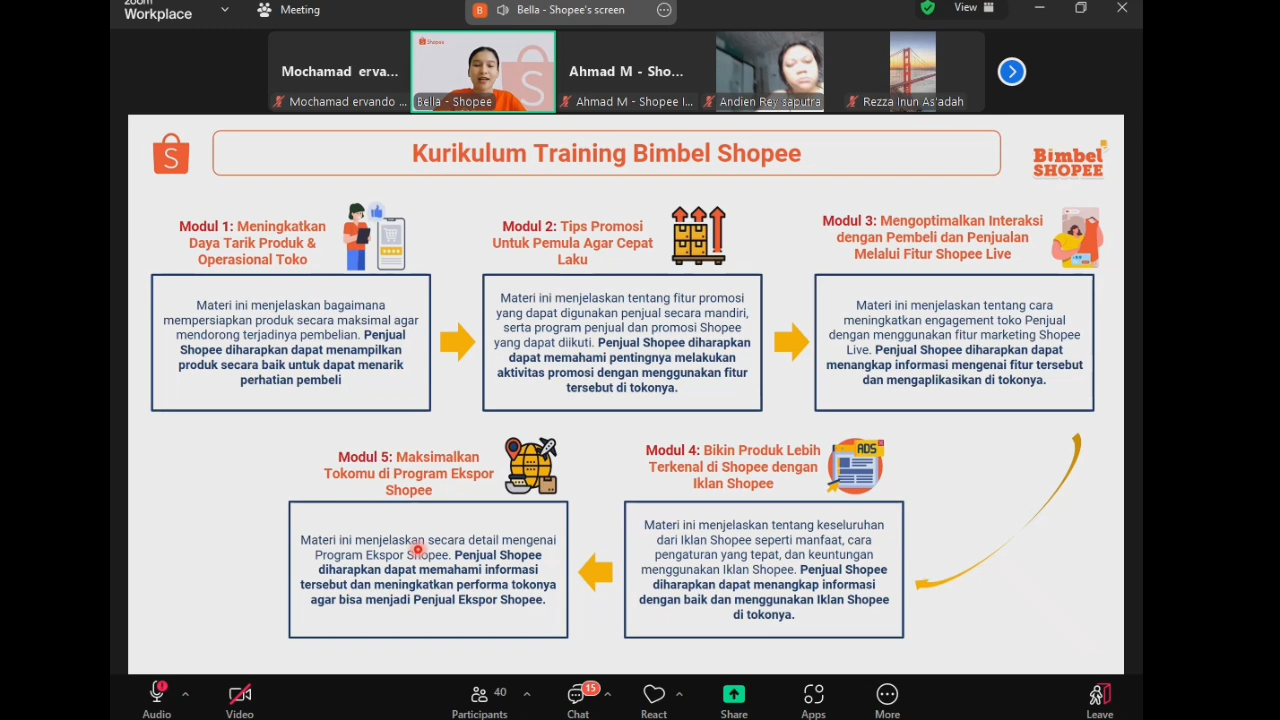 zoom
Workplace
Meeting
B
Bella - Shopee's screen
View
Mochamad erva...
Mochamad ervando ...
Shopee
S
Bella - Shopee
Ahmad M - Sho...
Ahmad M - Shopee I...
Andien Rey saputra
Rezza Inun As'adah
S
Kurikulum Training Bimbel Shopee
Bimbel
SHOPEE
Modul 1: Meningkatkan
Daya Tarik Produk &
Operasional Toko
Materi ini menjelaskan bagaimana
mempersiapkan produk secara maksimal agar
mendorong terjadinya pembelian. Penjual
Shopee diharapkan dapat menampilkan
produk secara baik untuk dapat menarik
perhatian pembeli
Modul 2: Tips Promosi
Untuk Pemula Agar Cepat
Laku
Materi ini menjelaskan tentang fitur promosi
yang dapat digunakan penjual secara mandiri,
serta program penjual dan promosi Shopee
yang dapat diikuti. Penjual Shopee diharapkan
dapat memahami pentingnya melakukan
aktivitas promosi dengan menggunakan fitur
tersebut di tokonya.
Modul 3: Mengoptimalkan Interaksi
dengan Pembeli dan Penjualan
Melalui Fitur Shopee Live
Materi ini menjelaskan tentang cara
meningkatkan engagement toko Penjual
dengan menggunakan fitur marketing Shopee
Live. Penjual Shopee diharapkan dapat
menangkap informasi mengenai fitur tersebut
dan mengaplikasikan di tokonya.
Modul 5: Maksimalkan
Tokomu di Program Ekspor
Shopee
Materi ini menjelaskan secara detail mengenai
Program Ekspor Shopee. Penjual Shopee
diharapkan dapat memahami informasi
tersebut dan meningkatkan performa tokonya
agar bisa menjadi Penjual Ekspor Shopee.
Modul 4: Bikin Produk Lebih
Terkenal di Shopee dengan
Iklan Shopee
ADS
Materi ini menjelaskan tentang keseluruhan
dari Iklan Shopee seperti manfaat, cara
pengaturan yang tepat, dan keuntungan
menggunakan Iklan Shopee. Penjual Shopee
diharapkan dapat menangkap informasi
dengan baik dan menggunakan Iklan Shopee
di tokonya.
Audio
Video
40
Participants
15
Chat
React
Share
Apps
More
Leave